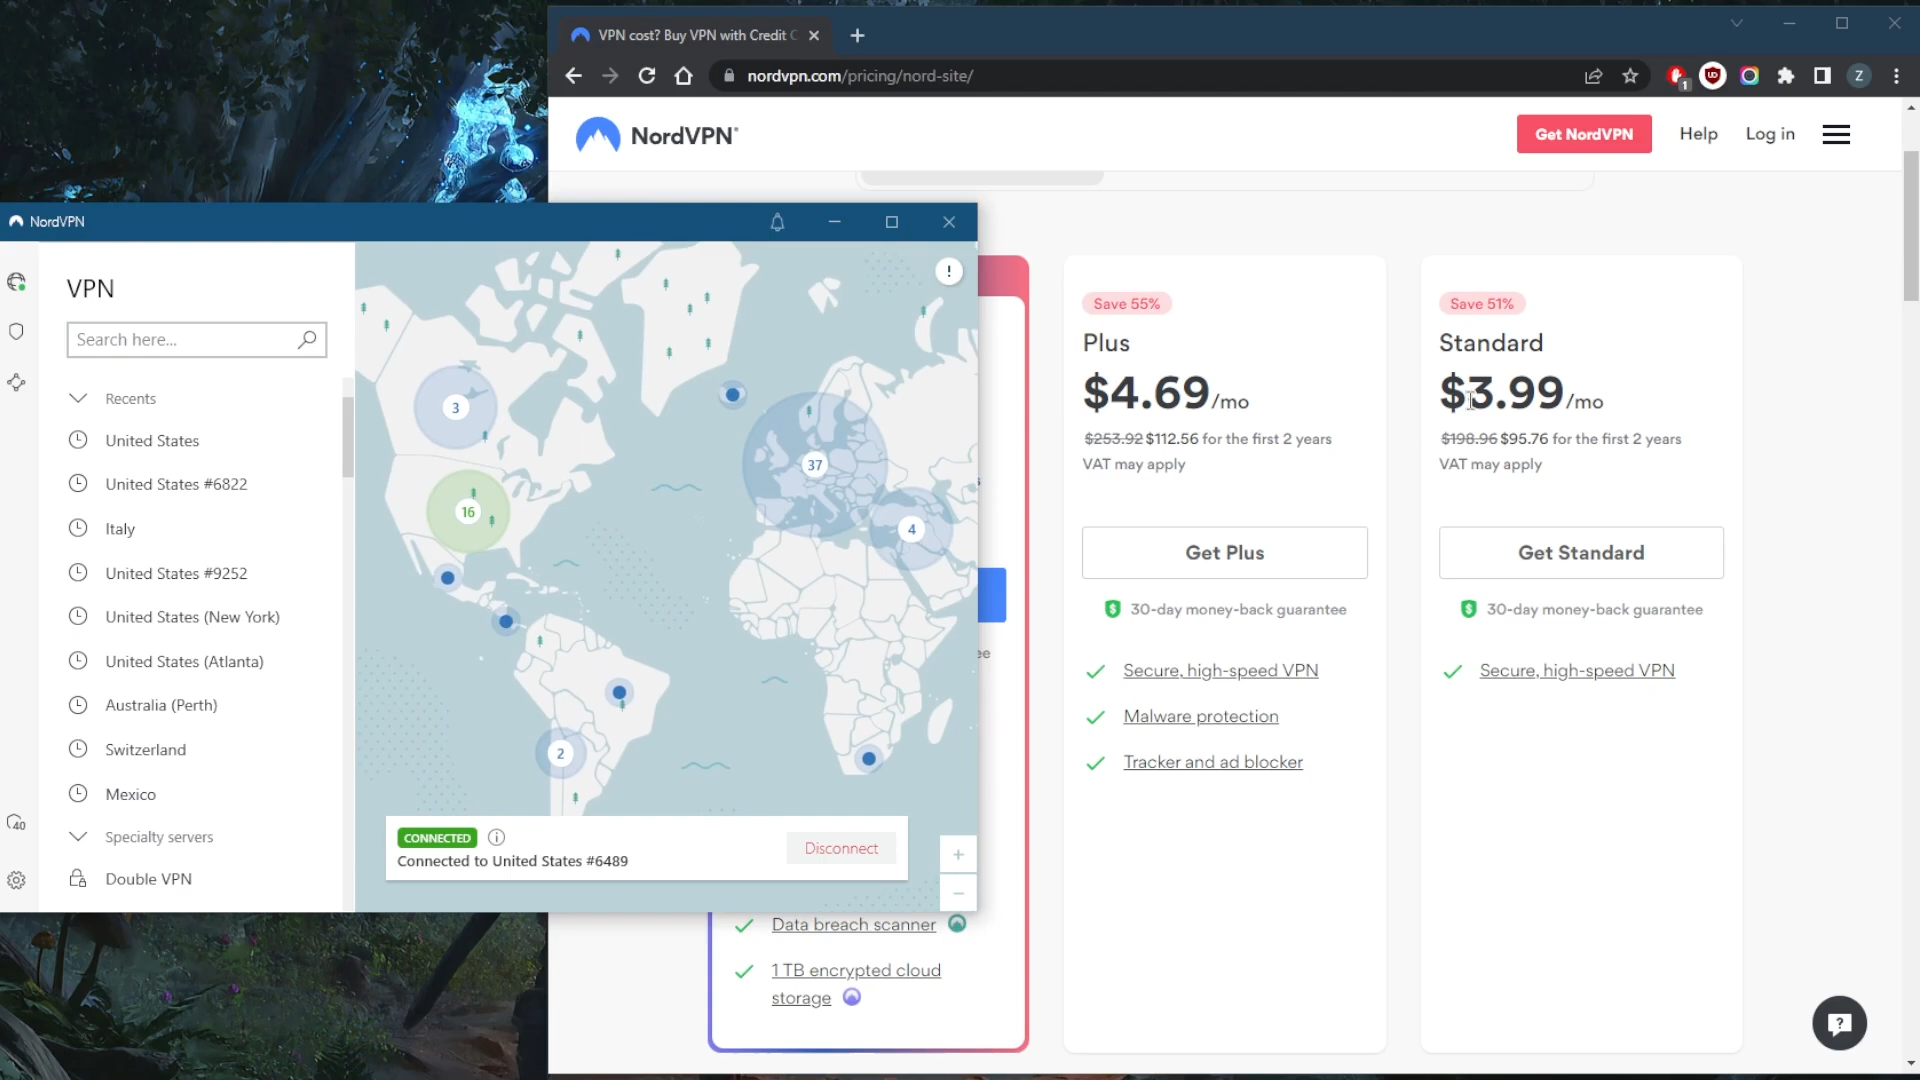 VPN cost? Buy VPN with Credit C
nordvpn.com/pricing/nord-site/
1
Z
NordVPN®
Get NordVPN
Help
Log in
NordVPN
VPN
Search here...
Recents
United States
United States #6822
Italy
United States #9252
United States (New York)
United States (Atlanta)
Australia (Perth)
Switzerland
Mexico
Specialty servers
Double VPN
40
!
3
37
16
4
2
CONNECTED
Connected to United States #6489
Disconnect
+
−
ee
Data breach scanner
1 TB encrypted cloud
storage
Save 55%
Plus
$4.69/mo
$253.92 $112.56 for the first 2 years
VAT may apply
Get Plus
30-day money-back guarantee
Secure, high-speed VPN
Malware protection
Tracker and ad blocker
Save 51%
Standard
$3.99/mo
$198.96 $95.76 for the first 2 years
VAT may apply
Get Standard
30-day money-back guarantee
Secure, high-speed VPN